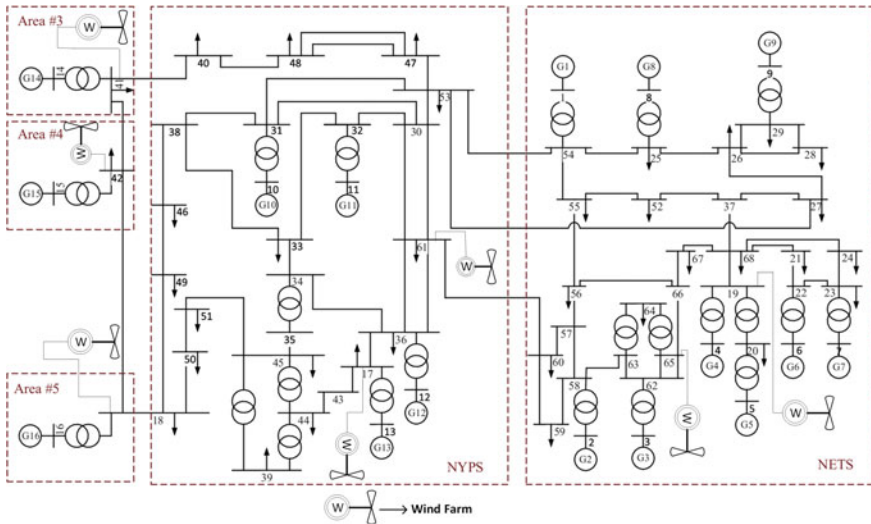 Area #3
W
G14
14
41
Area #4
W
G15
15
42
W
Area #5
G16
16
40
48
47
53
38
31
32
30
10
11
G10
G11
46
33
61
W
49
34
51
35
36
50
45
17
43
12
G12
18
44
13
G13
39
W
NYPS
G1
G8
G9
1
8
9
29
54
25
26
28
55
52
37
27
67
68
21
24
56
66
19
22
23
64
57
60
63
65
4
20
6
7
G4
G6
G7
58
62
5
G5
W
W
59
2
3
G2
G3
NETS
W
Wind Farm